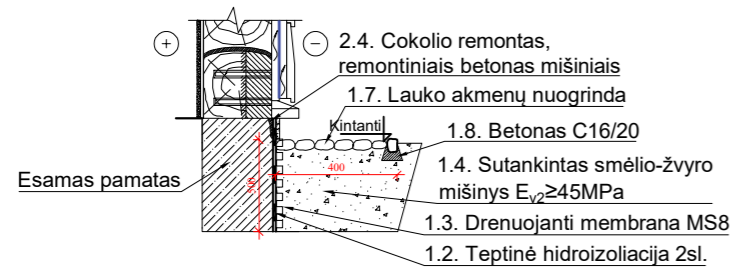 +
−
2.4. Cokolio remontas,
remontiniais betonas mišiniais
1.7. Lauko akmenų nuogrinda
Kintanti
1.8. Betonas C16/20
Esamas pamatas
400
1.4. Sutankintas smėlio-žvyro
mišinys Ev2≥45MPa
1.3. Drenuojanti membrana MS8
1.2. Teptinė hidroizoliacija 2sl.